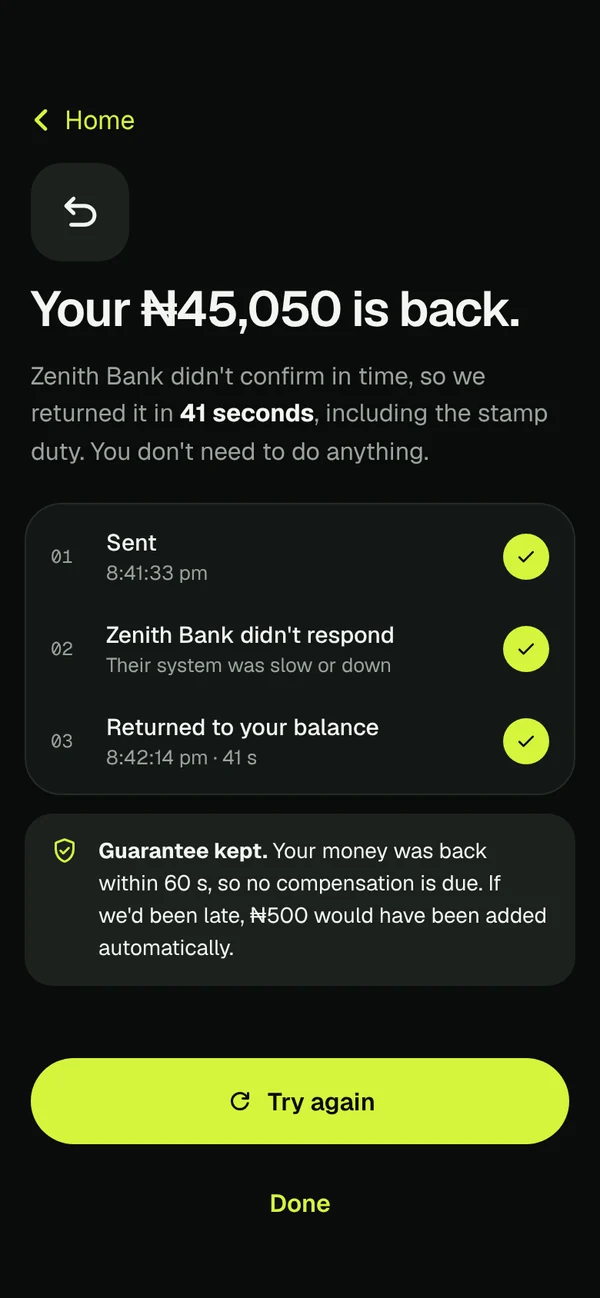 Home
Your ₦45,050 is back.
Zenith Bank didn't confirm in time, so we
returned it in 41 seconds, including the stamp
duty. You don't need to do anything.
01
Sent
8:41:33 pm
02
Zenith Bank didn't respond
Their system was slow or down
03
Returned to your balance
8:42:14 pm · 41 s
Guarantee kept. Your money was back
within 60 s, so no compensation is due. If
we'd been late, ₦500 would have been added
automatically.
Try again
Done